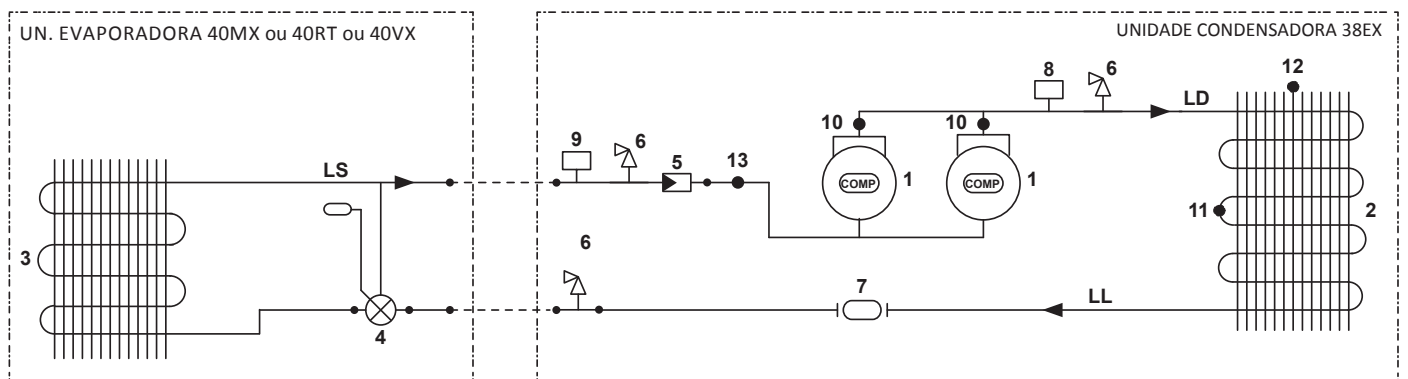 UN. EVAPORADORA 40MX ou 40RT ou 40VX
UNIDADE CONDENSADORA 38EX
12
8
6
LD
10
10
9
6
5
13
LS
COMP
1
COMP
1
11
2
3
6
7
LL
4